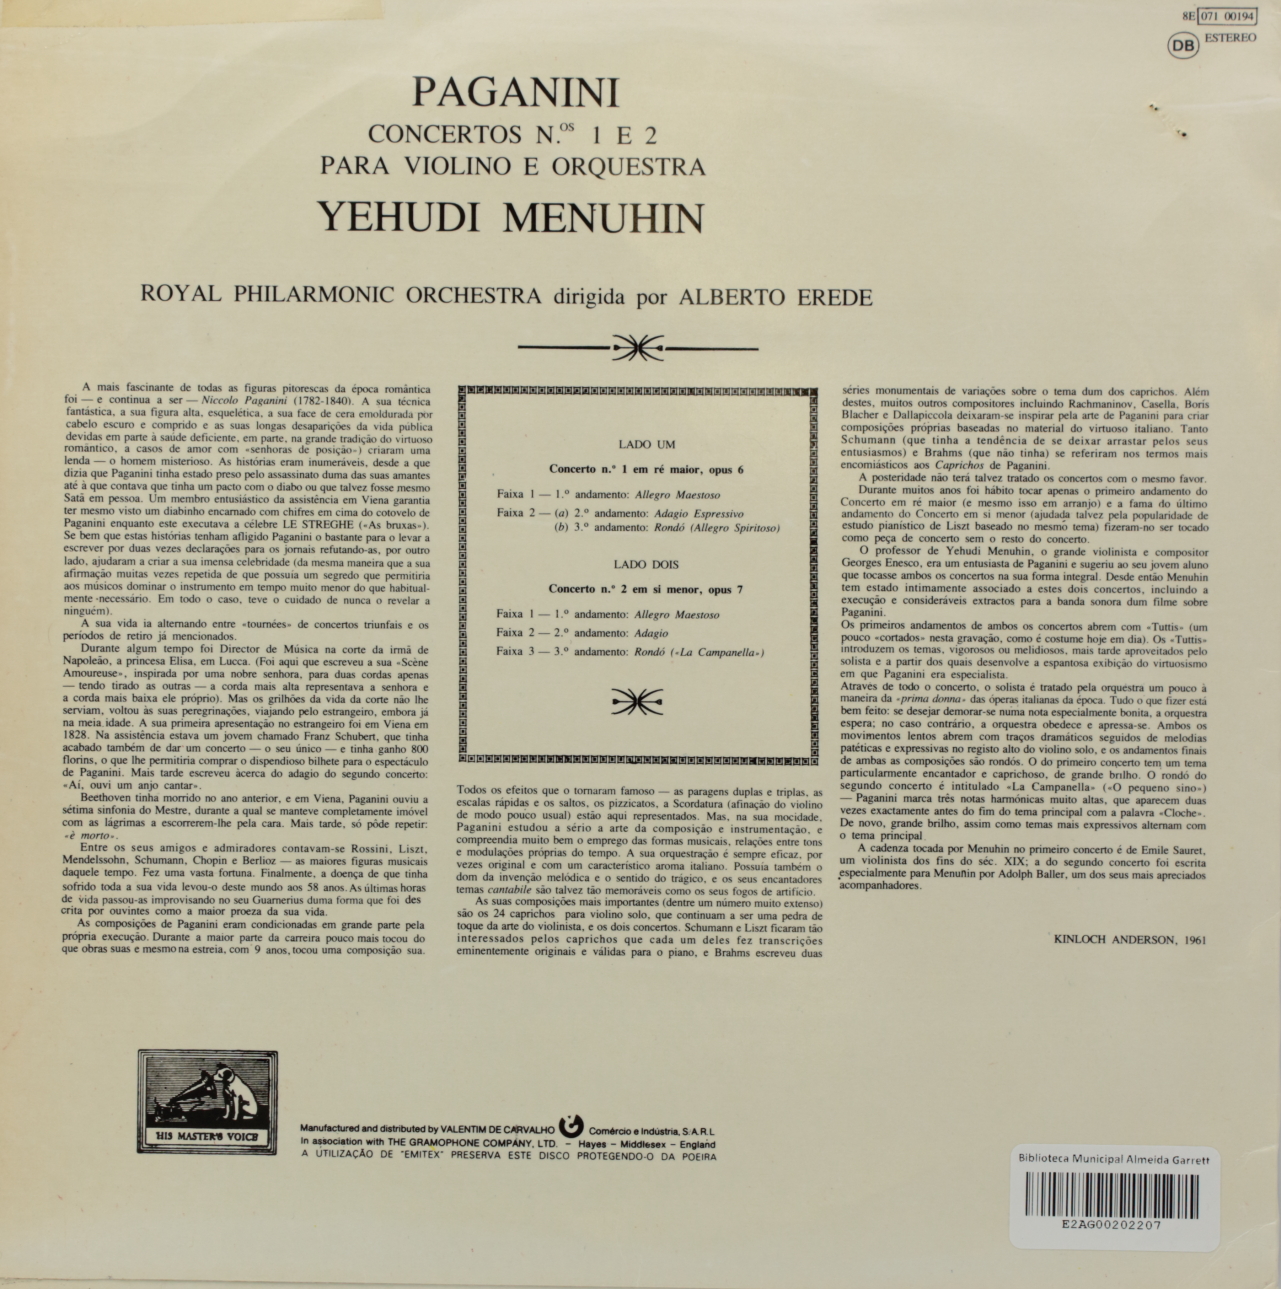 8E 071 00194
DB ESTEREO
PAGANINI
CONCERTOS N.OS 1 E 2
PARA VIOLINO E ORQUESTRA
YEHUDI MENUHIN
ROYAL PHILARMONIC ORCHESTRA dirigida por ALBERTO EREDE
A mais fascinante de todas as figuras pitorescas da época romântica
foi — e continua a ser — Niccolo Paganini (1782-1840). A sua técnica
fantástica, a sua figura alta, esquelética, a sua face de cera emoldurada por
cabelo escuro e comprido e as suas longas desaparições da vida pública
devidas em parte à saúde deficiente, em parte, na grande tradição do virtuoso
romântico, a casos de amor com «senhoras de posição») criaram uma
lenda — o homem misterioso. As histórias eram inumeráveis, desde a que
dizia que Paganini tinha estado preso pelo assassinato duma das suas amantes
até à que contava que tinha um pacto com o diabo ou que talvez fosse mesmo
Satã em pessoa. Um membro entusiástico da assistência em Viena garantia
ter mesmo visto um diabinho encarnado com chifres em cima do cotovelo de
Paganini enquanto este executava a célebre LE STREGHE («As bruxas»).
Se bem que estas histórias tenham afligido Paganini o bastante para o levar a
escrever por duas vezes declarações para os jornais refutando-as, por outro
lado, ajudaram a criar a sua imensa celebridade (da mesma maneira que a sua
afirmação muitas vezes repetida de que possuía um segredo que permitiria
aos músicos dominar o instrumento em tempo muito menor do que habitual-
mente -necessário. Em todo o caso, teve o cuidado de nunca o revelar a
ninguém).
A sua vida ia alternando entre «tournées» de concertos triunfais e os
períodos de retiro já mencionados.
Durante algum tempo foi Director de Música na corte da irmã de
Napoleão, a princesa Elisa, em Lucca. (Foi aqui que escreveu a sua «Scène
Amoureuse», inspirada por uma nobre senhora, para duas cordas apenas
— tendo tirado as outras — a corda mais alta representava a senhora e
a corda mais baixa ele próprio). Mas os grilhões da vida da corte não lhe
serviam, voltou às suas peregrinações, viajando pelo estrangeiro, embora já
na meia idade. A sua primeira apresentação no estrangeiro foi em Viena em
1828. Na assistência estava um jovem chamado Franz Schubert, que tinha
acabado também de dar um concerto — o seu único — e tinha ganho 800
florins, o que lhe permitiria comprar o dispendioso bilhete para o espectáculo
de Paganini. Mais tarde escreveu àcerca do adagio do segundo concerto:
«Aí, ouvi um anjo cantar».
Beethoven tinha morrido no ano anterior, e em Viena, Paganini ouviu a
sétima sinfonia do Mestre, durante a qual se manteve completamente imóvel
com as lágrimas a escorrerem-lhe pela cara. Mais tarde, só pôde repetir:
«è morto».
Entre os seus amigos e admiradores contavam-se Rossini, Liszt,
Mendelssohn, Schumann, Chopin e Berlioz — as maiores figuras musicais
daquele tempo. Fez uma vasta fortuna. Finalmente, a doença de que tinha
sofrido toda a sua vida levou-o deste mundo aos 58 anos. As últimas horas
de vida passou-as improvisando no seu Guarnerius duma forma que foi des
crita por ouvintes como a maior proeza da sua vida.
As composições de Paganini eram condicionadas em grande parte pela
própria execução. Durante a maior parte da carreira pouco mais tocou do
que obras suas e mesmo na estreia, com 9 anos, tocou uma composição sua.
LADO UM
Concerto n.º 1 em ré maior, opus 6
Faixa 1 — 1.º andamento: Allegro Maestoso
Faixa 2 — (a) 2.º andamento: Adagio Espressivo
(b) 3.º andamento: Rondó (Allegro Spiritoso)
LADO DOIS
Concerto n.º 2 em si menor, opus 7
Faixa 1 — 1.º andamento: Allegro Maestoso
Faixa 2 — 2.º andamento: Adagio
Faixa 3 — 3.º andamento: Rondó («La Campanella»)
Todos os efeitos que o tornaram famoso — as paragens duplas e triplas, as
escalas rápidas e os saltos, os pizzicatos, a Scordatura (afinação do violino
de modo pouco usual) estão aqui representados. Mas, na sua mocidade,
Paganini estudou a sério a arte da composição e instrumentação, e
compreendia muito bem o emprego das formas musicais, relações entre tons
e modulações próprias do tempo. A sua orquestração é sempre eficaz, por
vezes original e com um característico aroma italiano. Possuía também o
dom da invenção melódica e o sentido do trágico, e os seus encantadores
temas cantabile são talvez tão memoráveis como os seus fogos de artifício.
As suas composições mais importantes (dentre um número muito extenso)
são os 24 caprichos para violino solo, que continuam a ser uma pedra de
toque da arte do violinista, e os dois concertos. Schumann e Liszt ficaram tão
interessados pelos caprichos que cada um deles fez transcrições
eminentemente originais e válidas para o piano, e Brahms escreveu duas
séries monumentais de variações sobre o tema dum dos caprichos. Além
destes, muitos outros compositores incluindo Rachmaninov, Casella, Boris
Blacher e Dallapiccola deixaram-se inspirar pela arte de Paganini para criar
composições próprias baseadas no material do virtuoso italiano. Tanto
Schumann (que tinha a tendência de se deixar arrastar pelos seus
entusiasmos) e Brahms (que não tinha) se referiram nos termos mais
encomiásticos aos Caprichos de Paganini.
A posteridade não terá talvez tratado os concertos com o mesmo favor.
Durante muitos anos foi hábito tocar apenas o primeiro andamento do
Concerto em ré maior (e mesmo isso em arranjo) e a fama do último
andamento do Concerto em si menor (ajudada talvez pela popularidade de
estudo pianístico de Liszt baseado no mesmo tema) fizeram-no ser tocado
como peça de concerto sem o resto do concerto.
O professor de Yehudi Menuhin, o grande violinista e compositor
Georges Enesco, era um entusiasta de Paganini e sugeriu ao seu jovem aluno
que tocasse ambos os concertos na sua forma integral. Desde então Menuhin
tem estado intimamente associado a estes dois concertos, incluindo a
execução e consideráveis extractos para a banda sonora dum filme sobre
Paganini.
Os primeiros andamentos de ambos os concertos abrem com «Tuttis» (um
pouco «cortados» nesta gravação, como é costume hoje em dia). Os «Tuttis»
introduzem os temas, vigorosos ou melidiosos, mais tarde aproveitados pelo
solista e a partir dos quais desenvolve a espantosa exibição do virtuosismo
em que Paganini era especialista.
Através de todo o concerto, o solista é tratado pela orquestra um pouco à
maneira da «prima donna» das óperas italianas da época. Tudo o que fizer está
bem feito: se desejar demorar-se numa nota especialmente bonita, a orquestra
espera; no caso contrário, a orquestra obedece e apressa-se. Ambos os
movimentos lentos abrem com traços dramáticos seguidos de melodias
patéticas e expressivas no registo alto do violino solo, e os andamentos finais
de ambas as composições são rondós. O do primeiro concerto tem um tema
particularmente encantador e caprichoso, de grande brilho. O rondó do
segundo concerto é intitulado «La Campanella» («O pequeno sino»)
— Paganini marca três notas harmónicas muito altas, que aparecem duas
vezes exactamente antes do fim do tema principal com a palavra «Cloche».
De novo, grande brilho, assim como temas mais expressivos alternam com
o tema principal.
A cadenza tocada por Menuhin no primeiro concerto é de Emile Sauret,
um violinista dos fins do séc. XIX; a do segundo concerto foi escrita
especialmente para Menuhin por Adolph Baller, um dos seus mais apreciados
acompanhadores.
KINLOCH ANDERSON, 1961
HIS MASTER'S VOICE
Manufactured and distributed by VALENTIM DE CARVALHO Comércio e Indústria, S.A.R.L
In association with THE GRAMOPHONE COMPANY, LTD. - Hayes - Middlesex - England
A UTILIZAÇÃO DE "EMITEX" PRESERVA ESTE DISCO PROTEGENDO-O DA POEIRA
Biblioteca Municipal Almeida Garrett
E2AG00202207